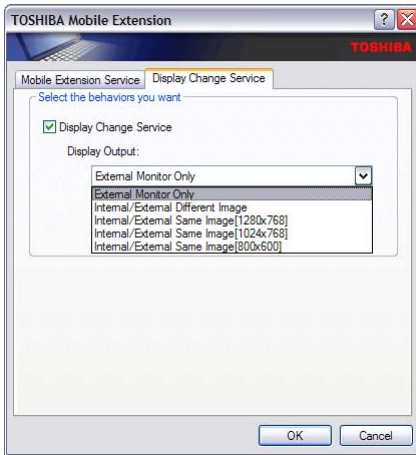 TOSHIBA Mobile Extension
TOSHIBA
Mobile Extension Service
Display Change Service
Select the behaviors you want
Display Change Service
Display Output:
External Monitor Only
External Monitor Only
Internal/External Different Image
Internal/External Same Image[1280x768]
Internal/External Same Image[1024x768]
Internal/External Same Image[800x600]
OK
Cancel